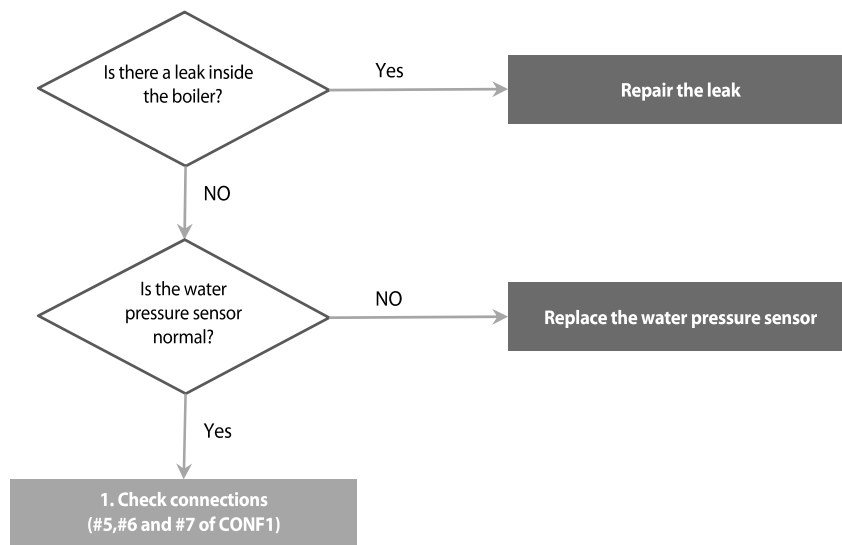 Is there a leak inside
the boiler?
Yes
Repair the leak
NO
Is the water
pressure sensor
normal?
NO
Replace the water pressure sensor
Yes
1. Check connections
(#5,#6 and #7 of CONF1)